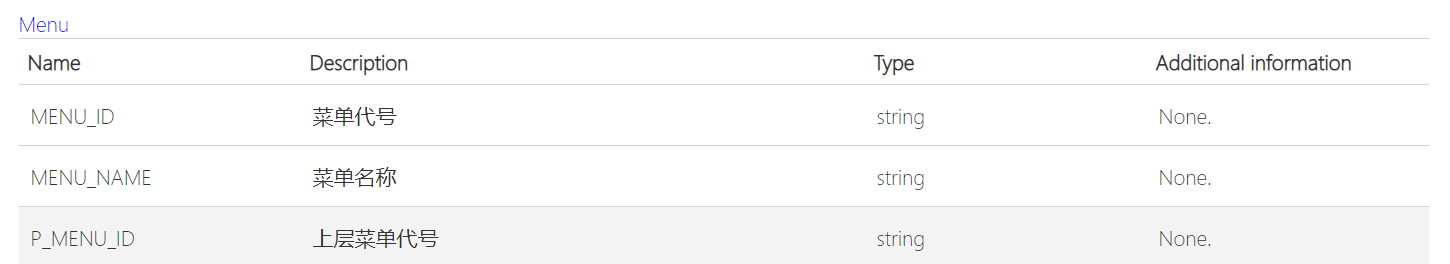 Menu
Name Description Type Additional information
MENU_ID 菜单代号 string None.
MENU_NAME 菜单名称 string None.
P_MENU_ID 上层菜单代号 string None.